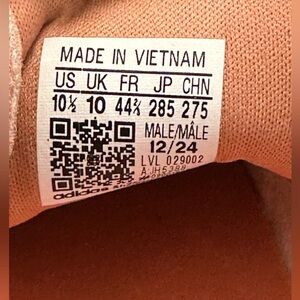 MADE IN VIETNAM
US UK FR JP CHN
10½ 10 44⅔ 285 275
MALE/MÂLE
12/24
LVL 029002
adidas